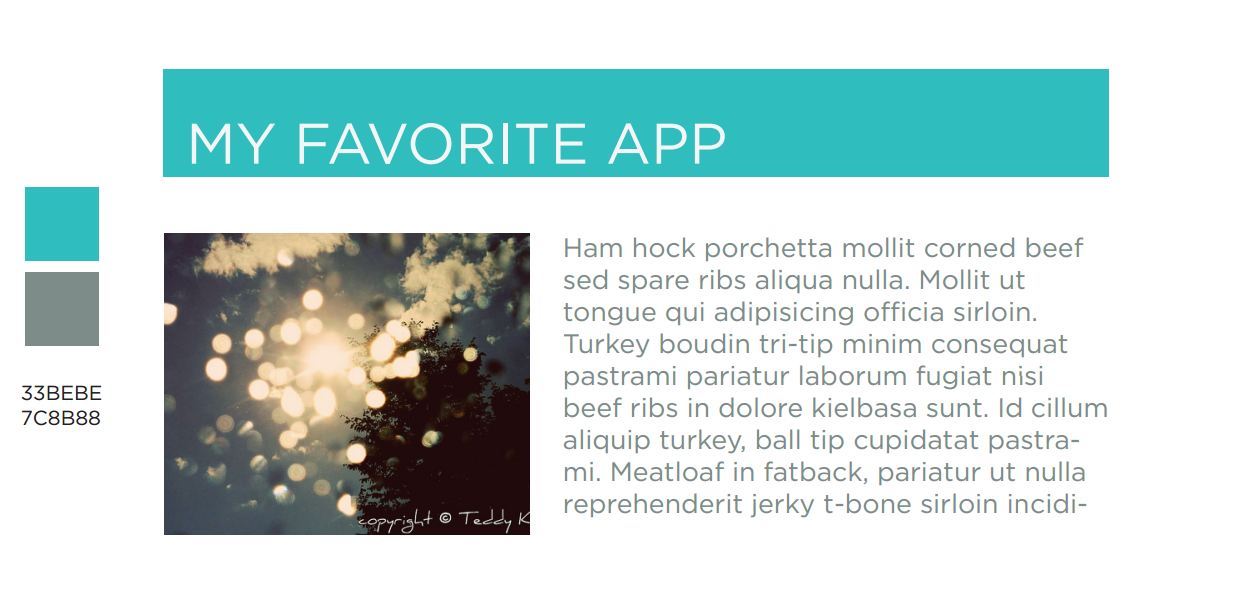 MY FAVORITE APP
33BEBE
7C8B88
copyright © Teddy K
Ham hock porchetta mollit corned beef
sed spare ribs aliqua nulla. Mollit ut
tongue qui adipisicing officia sirloin.
Turkey boudin tri-tip minim consequat
pastrami pariatur laborum fugiat nisi
beef ribs in dolore kielbasa sunt. Id cillum
aliquip turkey, ball tip cupidatat pastra-
mi. Meatloaf in fatback, pariatur ut nulla
reprehenderit jerky t-bone sirloin incidi-